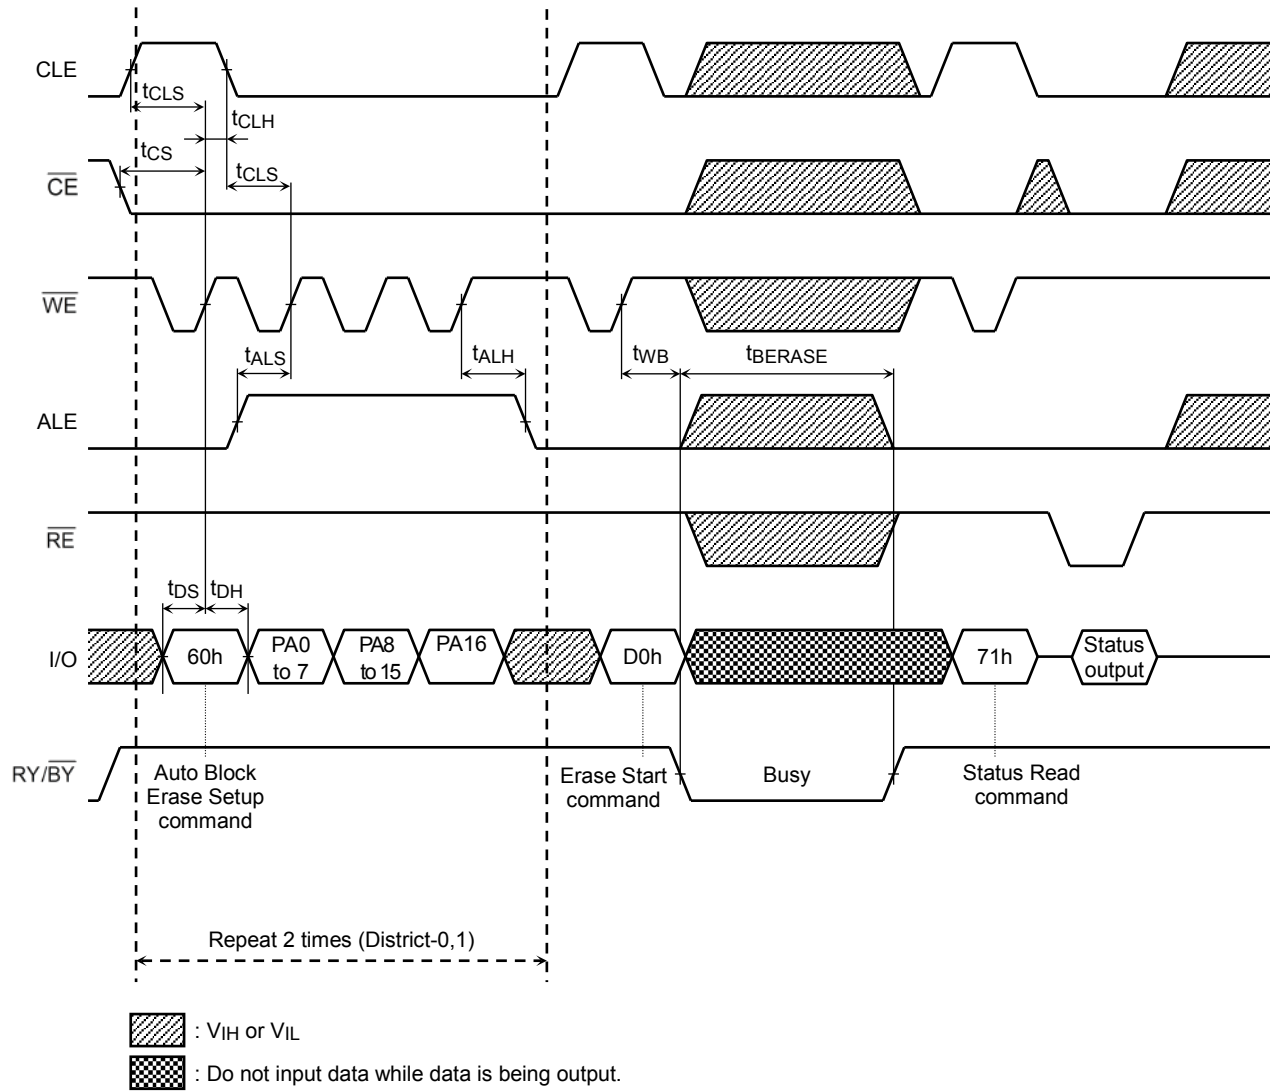 CLE
tCLS
tCLH
tCS
CE
tCLS
WE
tALS
tALH
tWB
tBERASE
ALE
RE
tDS
tDH
I/O
60h
PA0
to 7
PA8
to 15
PA16
D0h
71h
Status
output
RY/BY
Auto Block
Erase Setup
command
Erase Start
command
Busy
Status Read
command
Repeat 2 times (District-0,1)
: VIH or VIL
: Do not input data while data is being output.